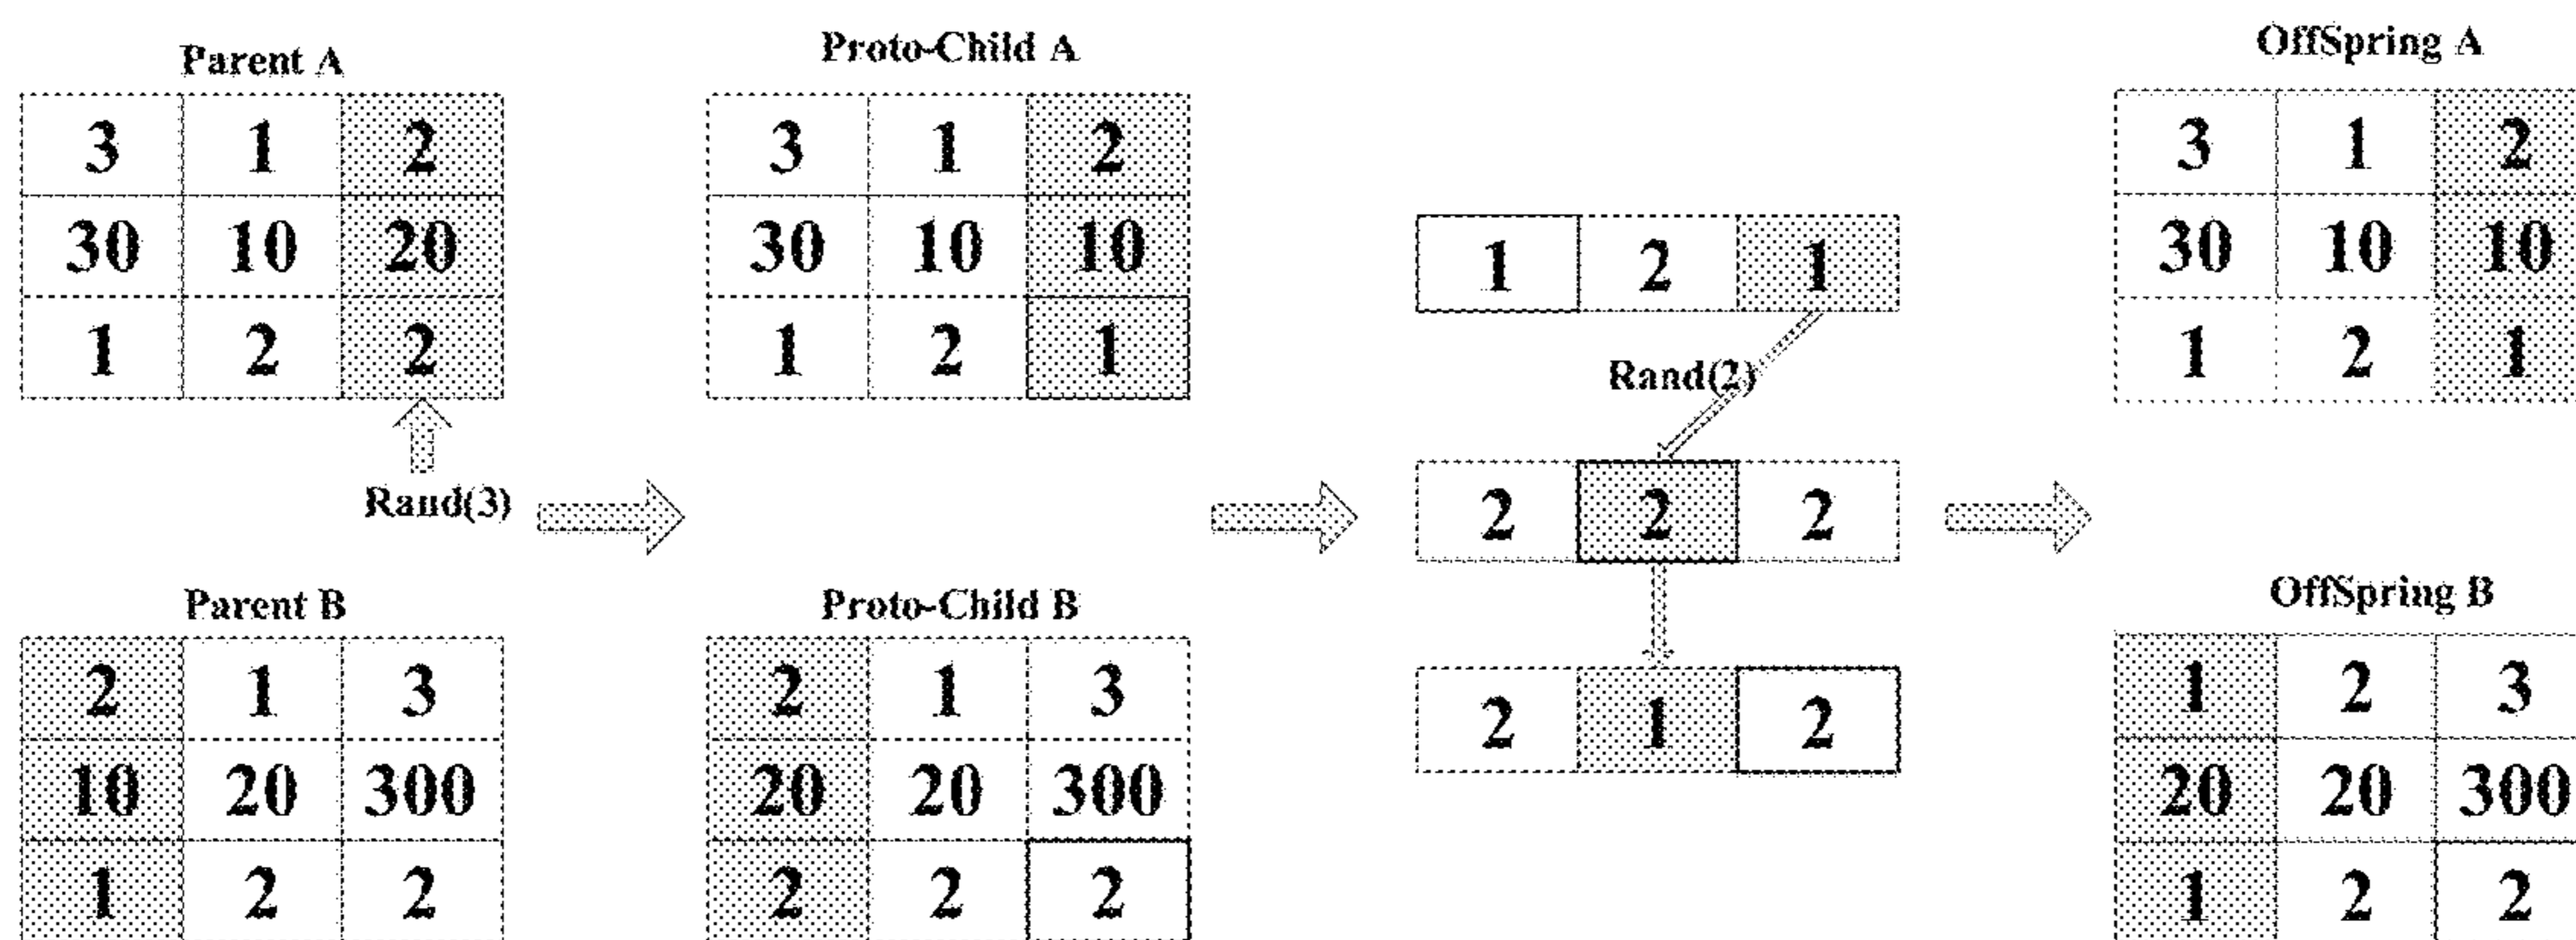 Parent A
3 1 2
30 10 20
1 2 2
Rand(3)
Parent B
2 1 3
10 20 300
1 2 2
Proto-Child A
3 1 2
30 10 10
1 2 1
Proto-Child B
2 1 3
20 20 300
2 2 2
1 2 1
Rand(2)
2 2 2
2 1 2
OffSpring A
3 1 2
30 10 10
1 2 1
OffSpring B
1 2 3
20 20 300
1 2 2